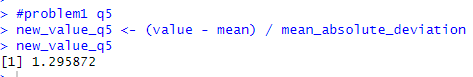 > #problem1 q5
> new_value_q5 <- (value - mean) / mean_absolute_deviation
> new_value_q5
[1] 1.295872
>